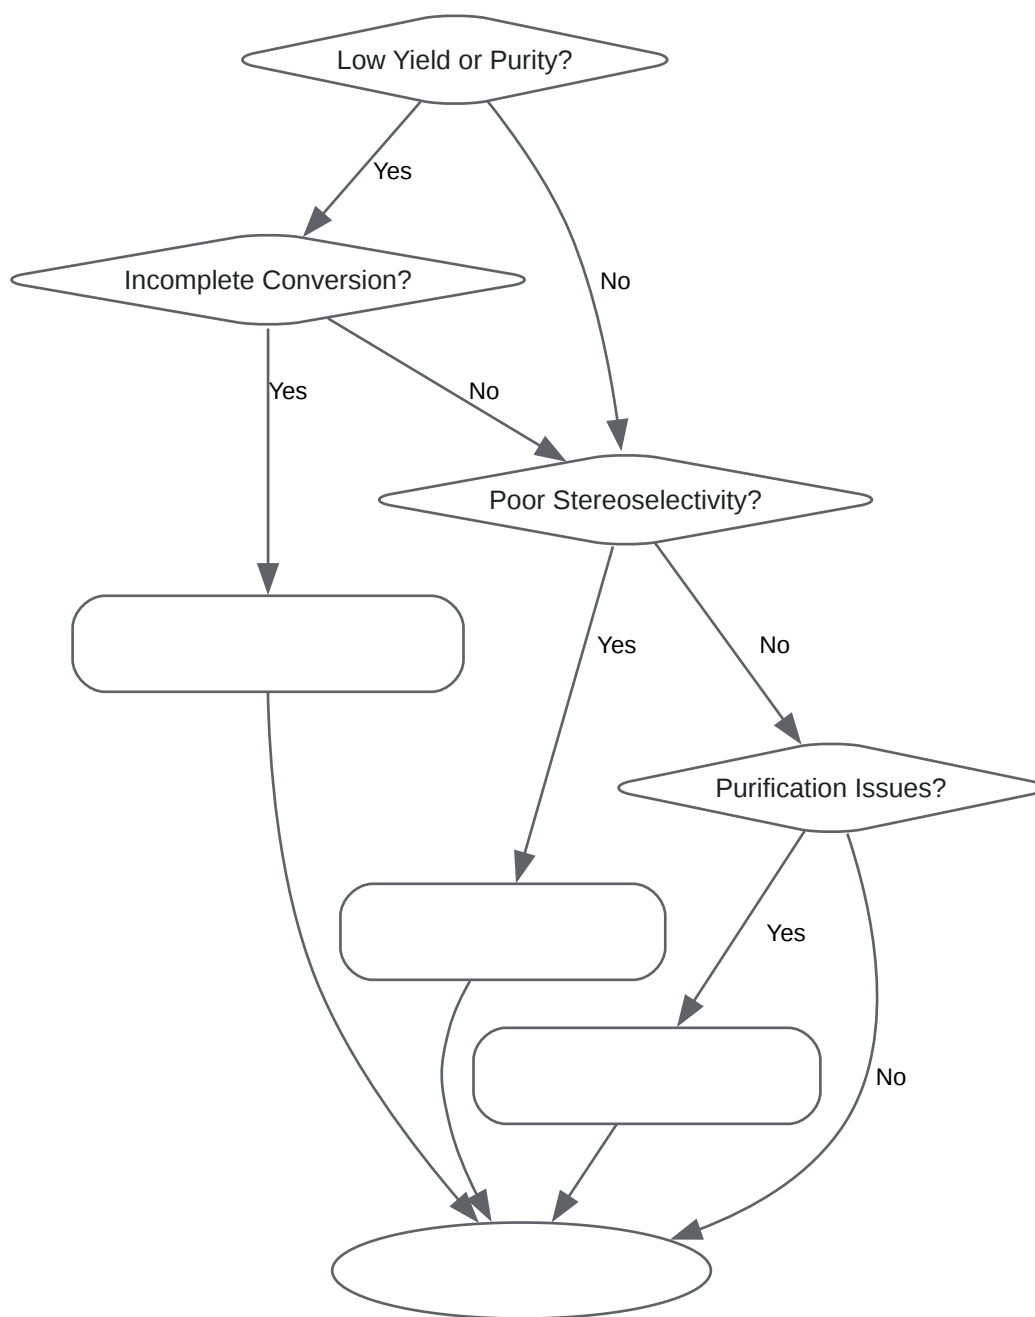 Low Yield or Purity?
Yes
Incomplete Conversion?
No
Yes
No
Poor Stereoselectivity?
Yes
No
Purification Issues?
Yes
No